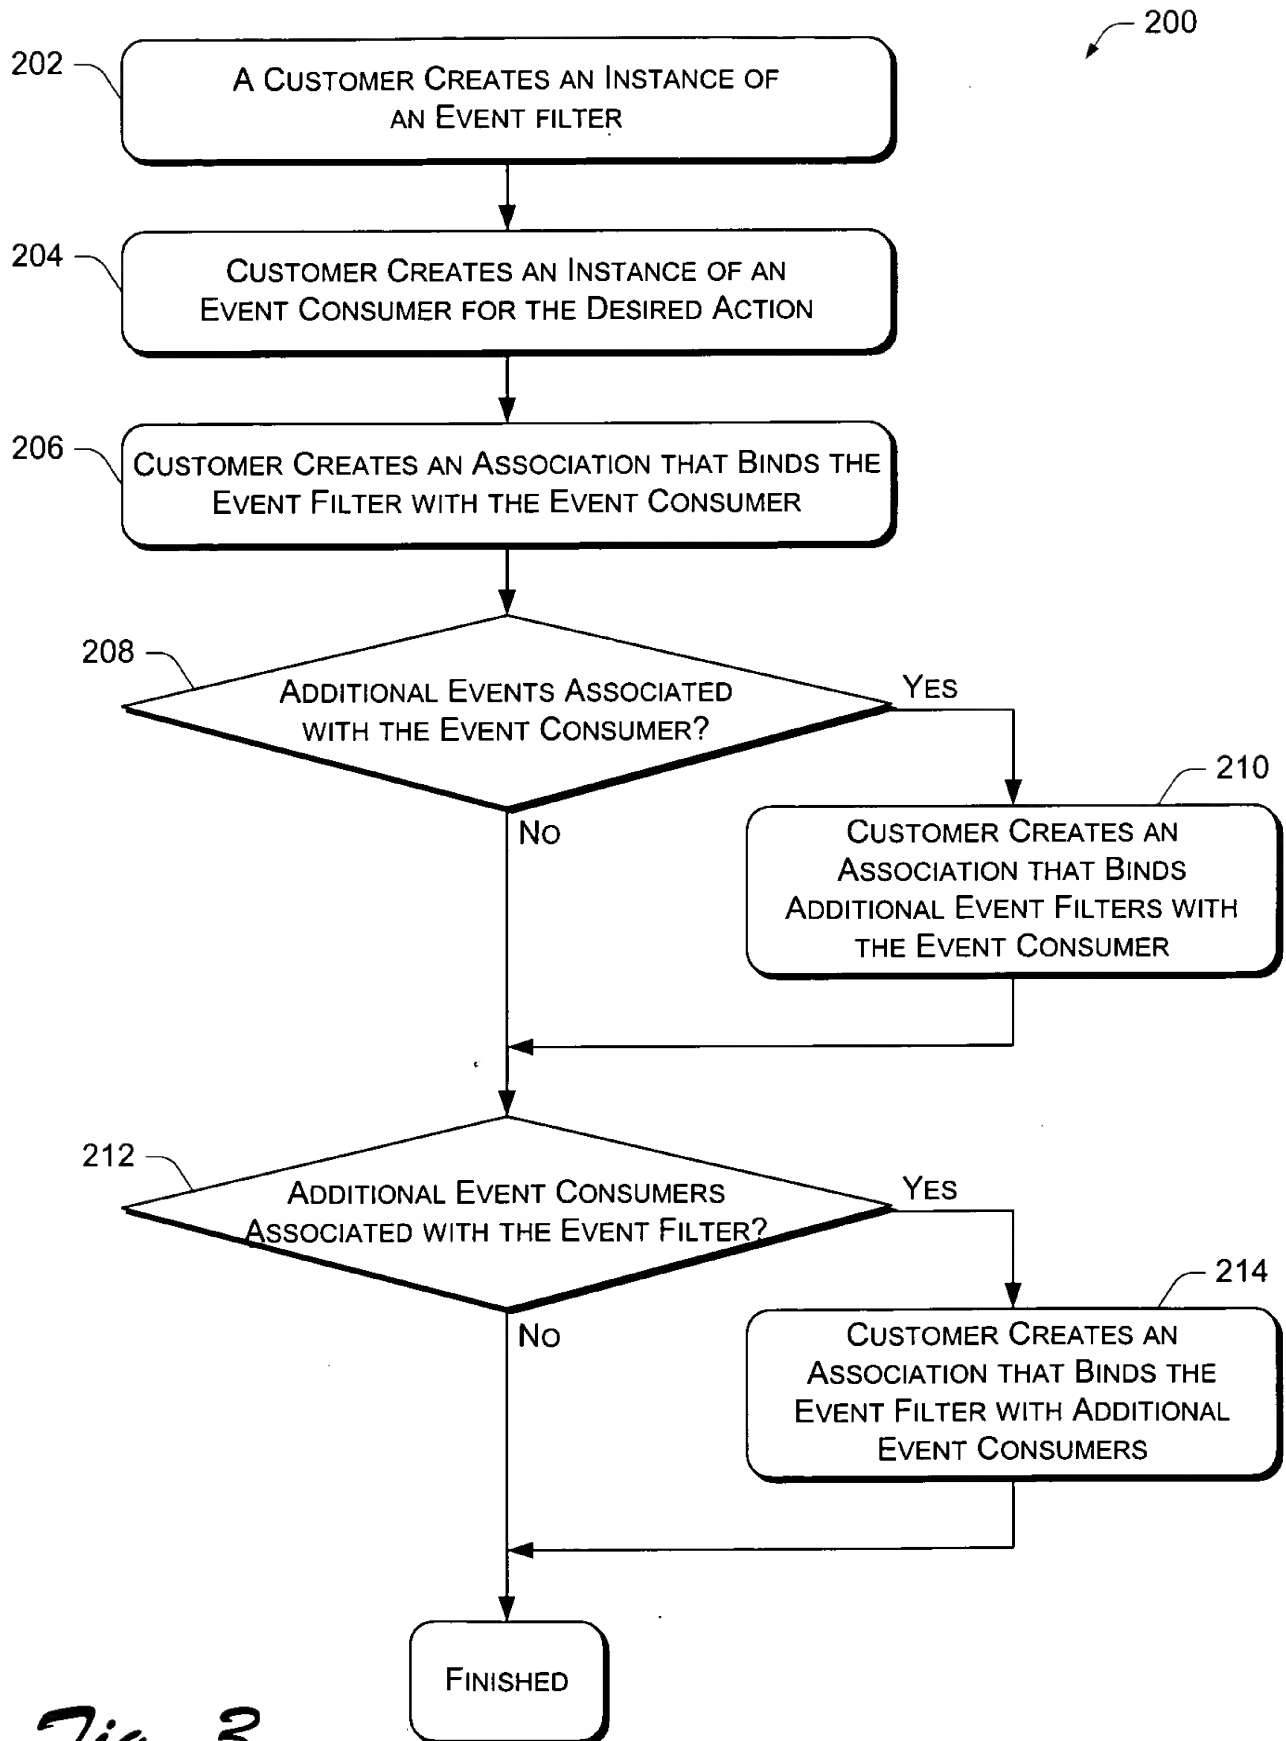 200
202
A CUSTOMER CREATES AN INSTANCE OF
AN EVENT FILTER
204
CUSTOMER CREATES AN INSTANCE OF AN
EVENT CONSUMER FOR THE DESIRED ACTION
206
CUSTOMER CREATES AN ASSOCIATION THAT BINDS THE
EVENT FILTER WITH THE EVENT CONSUMER
208
ADDITIONAL EVENTS ASSOCIATED
WITH THE EVENT CONSUMER?
YES
NO
210
CUSTOMER CREATES AN
ASSOCIATION THAT BINDS
ADDITIONAL EVENT FILTERS WITH
THE EVENT CONSUMER
212
ADDITIONAL EVENT CONSUMERS
ASSOCIATED WITH THE EVENT FILTER?
YES
NO
214
CUSTOMER CREATES AN
ASSOCIATION THAT BINDS THE
EVENT FILTER WITH ADDITIONAL
EVENT CONSUMERS
FINISHED
Fig. 3